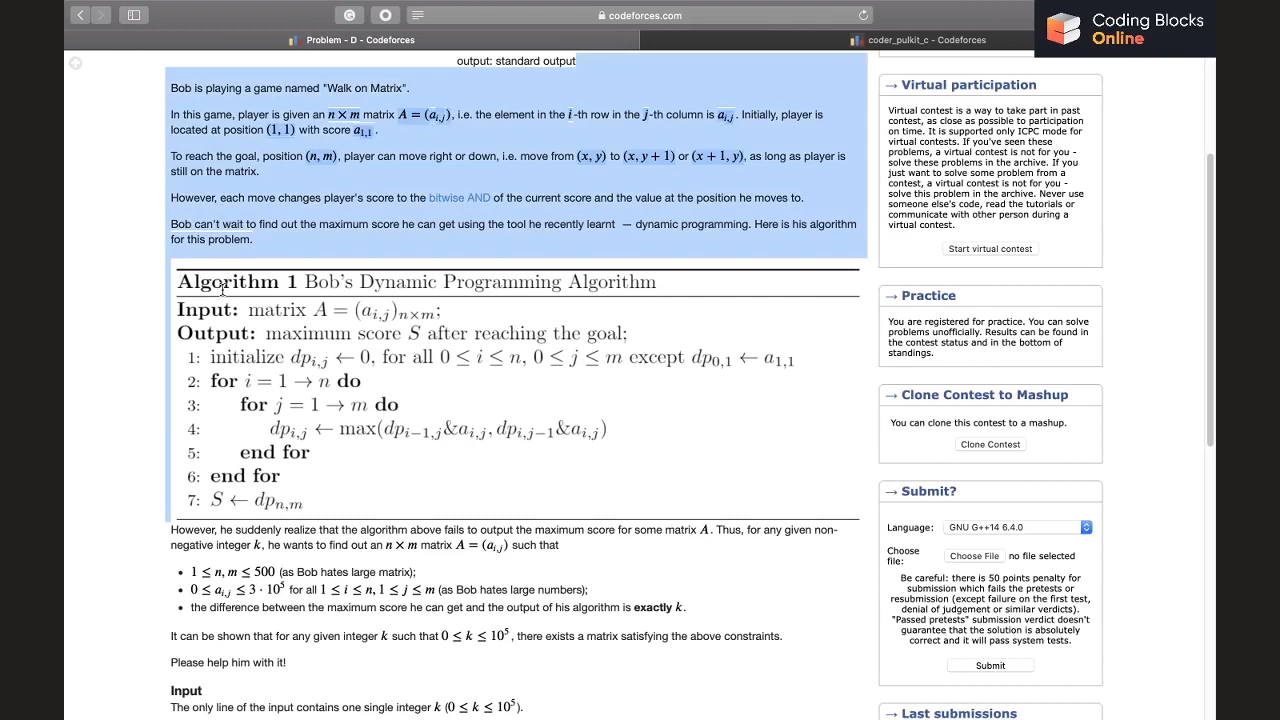 codeforces.com
Problem - D - Codeforces
coder_pulkit_c - Codeforces
Coding Blocks
Online
output: standard output
Bob is playing a game named "Walk on Matrix".
In this game, player is given an n × m matrix A = (a_{i,j}), i.e. the element in the i-th row in the j-th column is a_{i,j}. Initially, player is
located at position (1, 1) with score a_{1,1}.
To reach the goal, position (n, m), player can move right or down, i.e. move from (x, y) to (x, y + 1) or (x + 1, y), as long as player is
still on the matrix.
However, each move changes player's score to the bitwise AND of the current score and the value at the position he moves to.
Bob can't wait to find out the maximum score he can get using the tool he recently learnt — dynamic programming. Here is his algorithm
for this problem.
Algorithm 1 Bob's Dynamic Programming Algorithm
Input: matrix A = (a_{i,j})_{n×m};
Output: maximum score S after reaching the goal;
1: initialize dp_{i,j} ← 0, for all 0 ≤ i ≤ n, 0 ≤ j ≤ m except dp_{0,1} ← a_{1,1}
2: for i = 1 → n do
3: for j = 1 → m do
4: dp_{i,j} ← max(dp_{i−1,j}&a_{i,j}, dp_{i,j−1}&a_{i,j})
5: end for
6: end for
7: S ← dp_{n,m}
However, he suddenly realize that the algorithm above fails to output the maximum score for some matrix A. Thus, for any given non-
negative integer k, he wants to find out an n × m matrix A = (a_{i,j}) such that
• 1 ≤ n, m ≤ 500 (as Bob hates large matrix);
• 0 ≤ a_{i,j} ≤ 3 · 10^5 for all 1 ≤ i ≤ n, 1 ≤ j ≤ m (as Bob hates large numbers);
• the difference between the maximum score he can get and the output of his algorithm is exactly k.
It can be shown that for any given integer k such that 0 ≤ k ≤ 10^5, there exists a matrix satisfying the above constraints.
Please help him with it!
Input
The only line of the input contains one single integer k (0 ≤ k ≤ 10^5).
→ Virtual participation
Virtual contest is a way to take part in past
contest, as close as possible to participation
on time. It is supported only ICPC mode for
virtual contests. If you've seen these
problems, a virtual contest is not for you -
solve these problems in the archive. If you
just want to solve some problem from a
contest, a virtual contest is not for you -
solve this problem in the archive. Never use
someone else's code, read the tutorials or
communicate with other person during a
virtual contest.
Start virtual contest
→ Practice
You are registered for practice. You can solve
problems unofficially. Results can be found in
the contest status and in the bottom of
standings.
→ Clone Contest to Mashup
You can clone this contest to a mashup.
Clone Contest
→ Submit?
Language: GNU G++14 6.4.0
Choose
file: Choose File no file selected
Be careful: there is 50 points penalty for
submission which fails the pretests or
resubmission (except failure on the first test,
denial of judgement or similar verdicts).
"Passed pretests" submission verdict doesn't
guarantee that the solution is absolutely
correct and it will pass system tests.
Submit
→ Last submissions